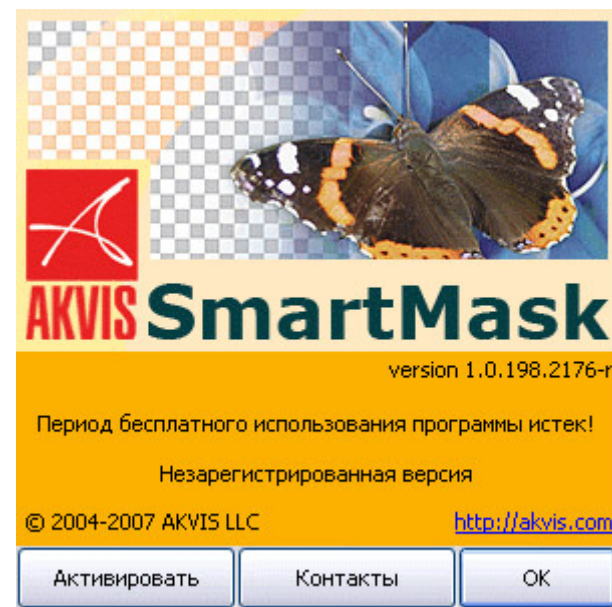 AKVIS SmartMask
version 1.0.198.2176-r
Период бесплатного использования программы истек!
Незарегистрированная версия
© 2004-2007 AKVIS LLC http://akvis.com
Активировать Контакты OK